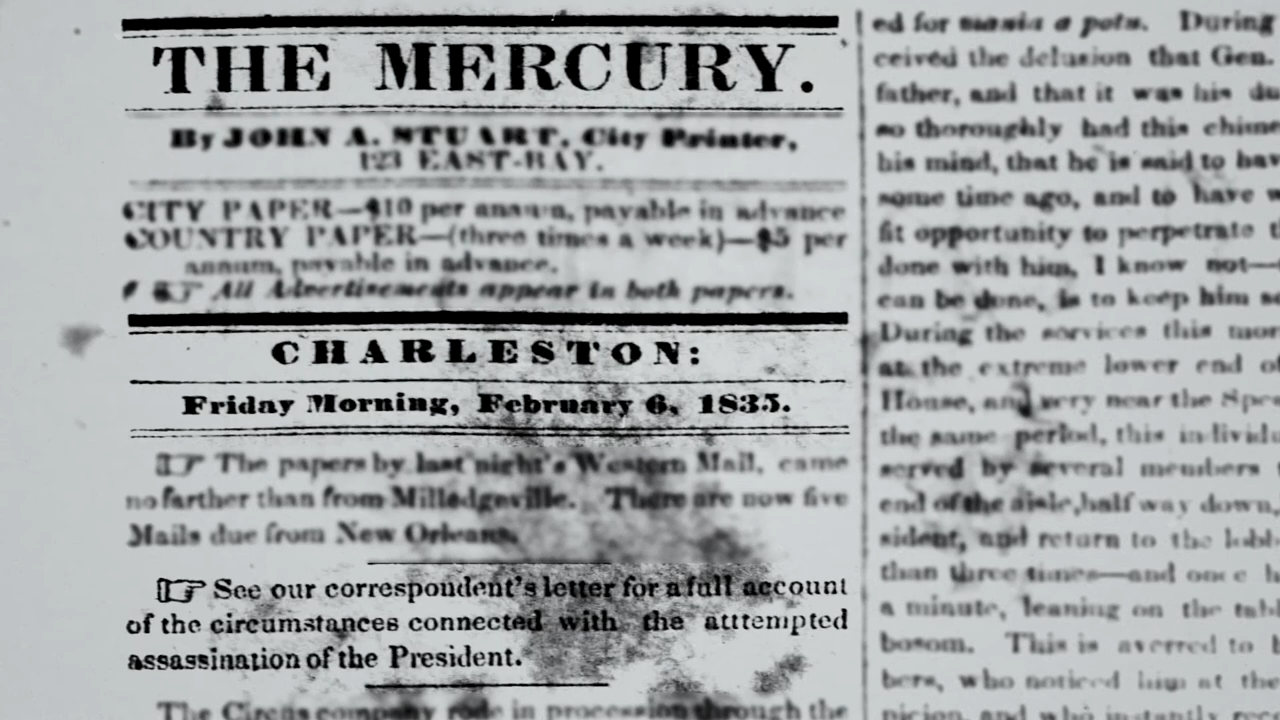 THE MERCURY.
By JOHN A. STUART, City Printer,
123 EAST-BAY.
CITY PAPER—$10 per annum, payable in advance
COUNTRY PAPER—(three times a week)—$5 per
annum, payable in advance.
☞ All Advertisements appear in both papers.
CHARLESTON:
Friday Morning, February 6, 1835.
☞ The papers by last night's Western Mail, came
no farther than from Milledgeville. There are now five
Mails due from New Orleans.
☞ See our correspondent's letter for a full account
of the circumstances connected with the atttempted
assassination of the President.
The Circus company rode in procession through the
ed for mania a potu. During
ceived the delusion that Gen.
father, and that it was his du
so thoroughly had this chime
his mind, that he is said to hav
some time ago, and to have w
fit opportunity to perpetrate t
done with him, I know not—
can be done, is to keep him se
During the services this mor
at the extreme lower end of
House, and very near the Spe
the same period, this individu
served by several members
end of the aisle, half way down,
sident, and return to the lobb
than three times—and once h
a minute, leaning on the tab
bosom. This is averred to b
bers, who noticed him at the
picion, and who instantly rec